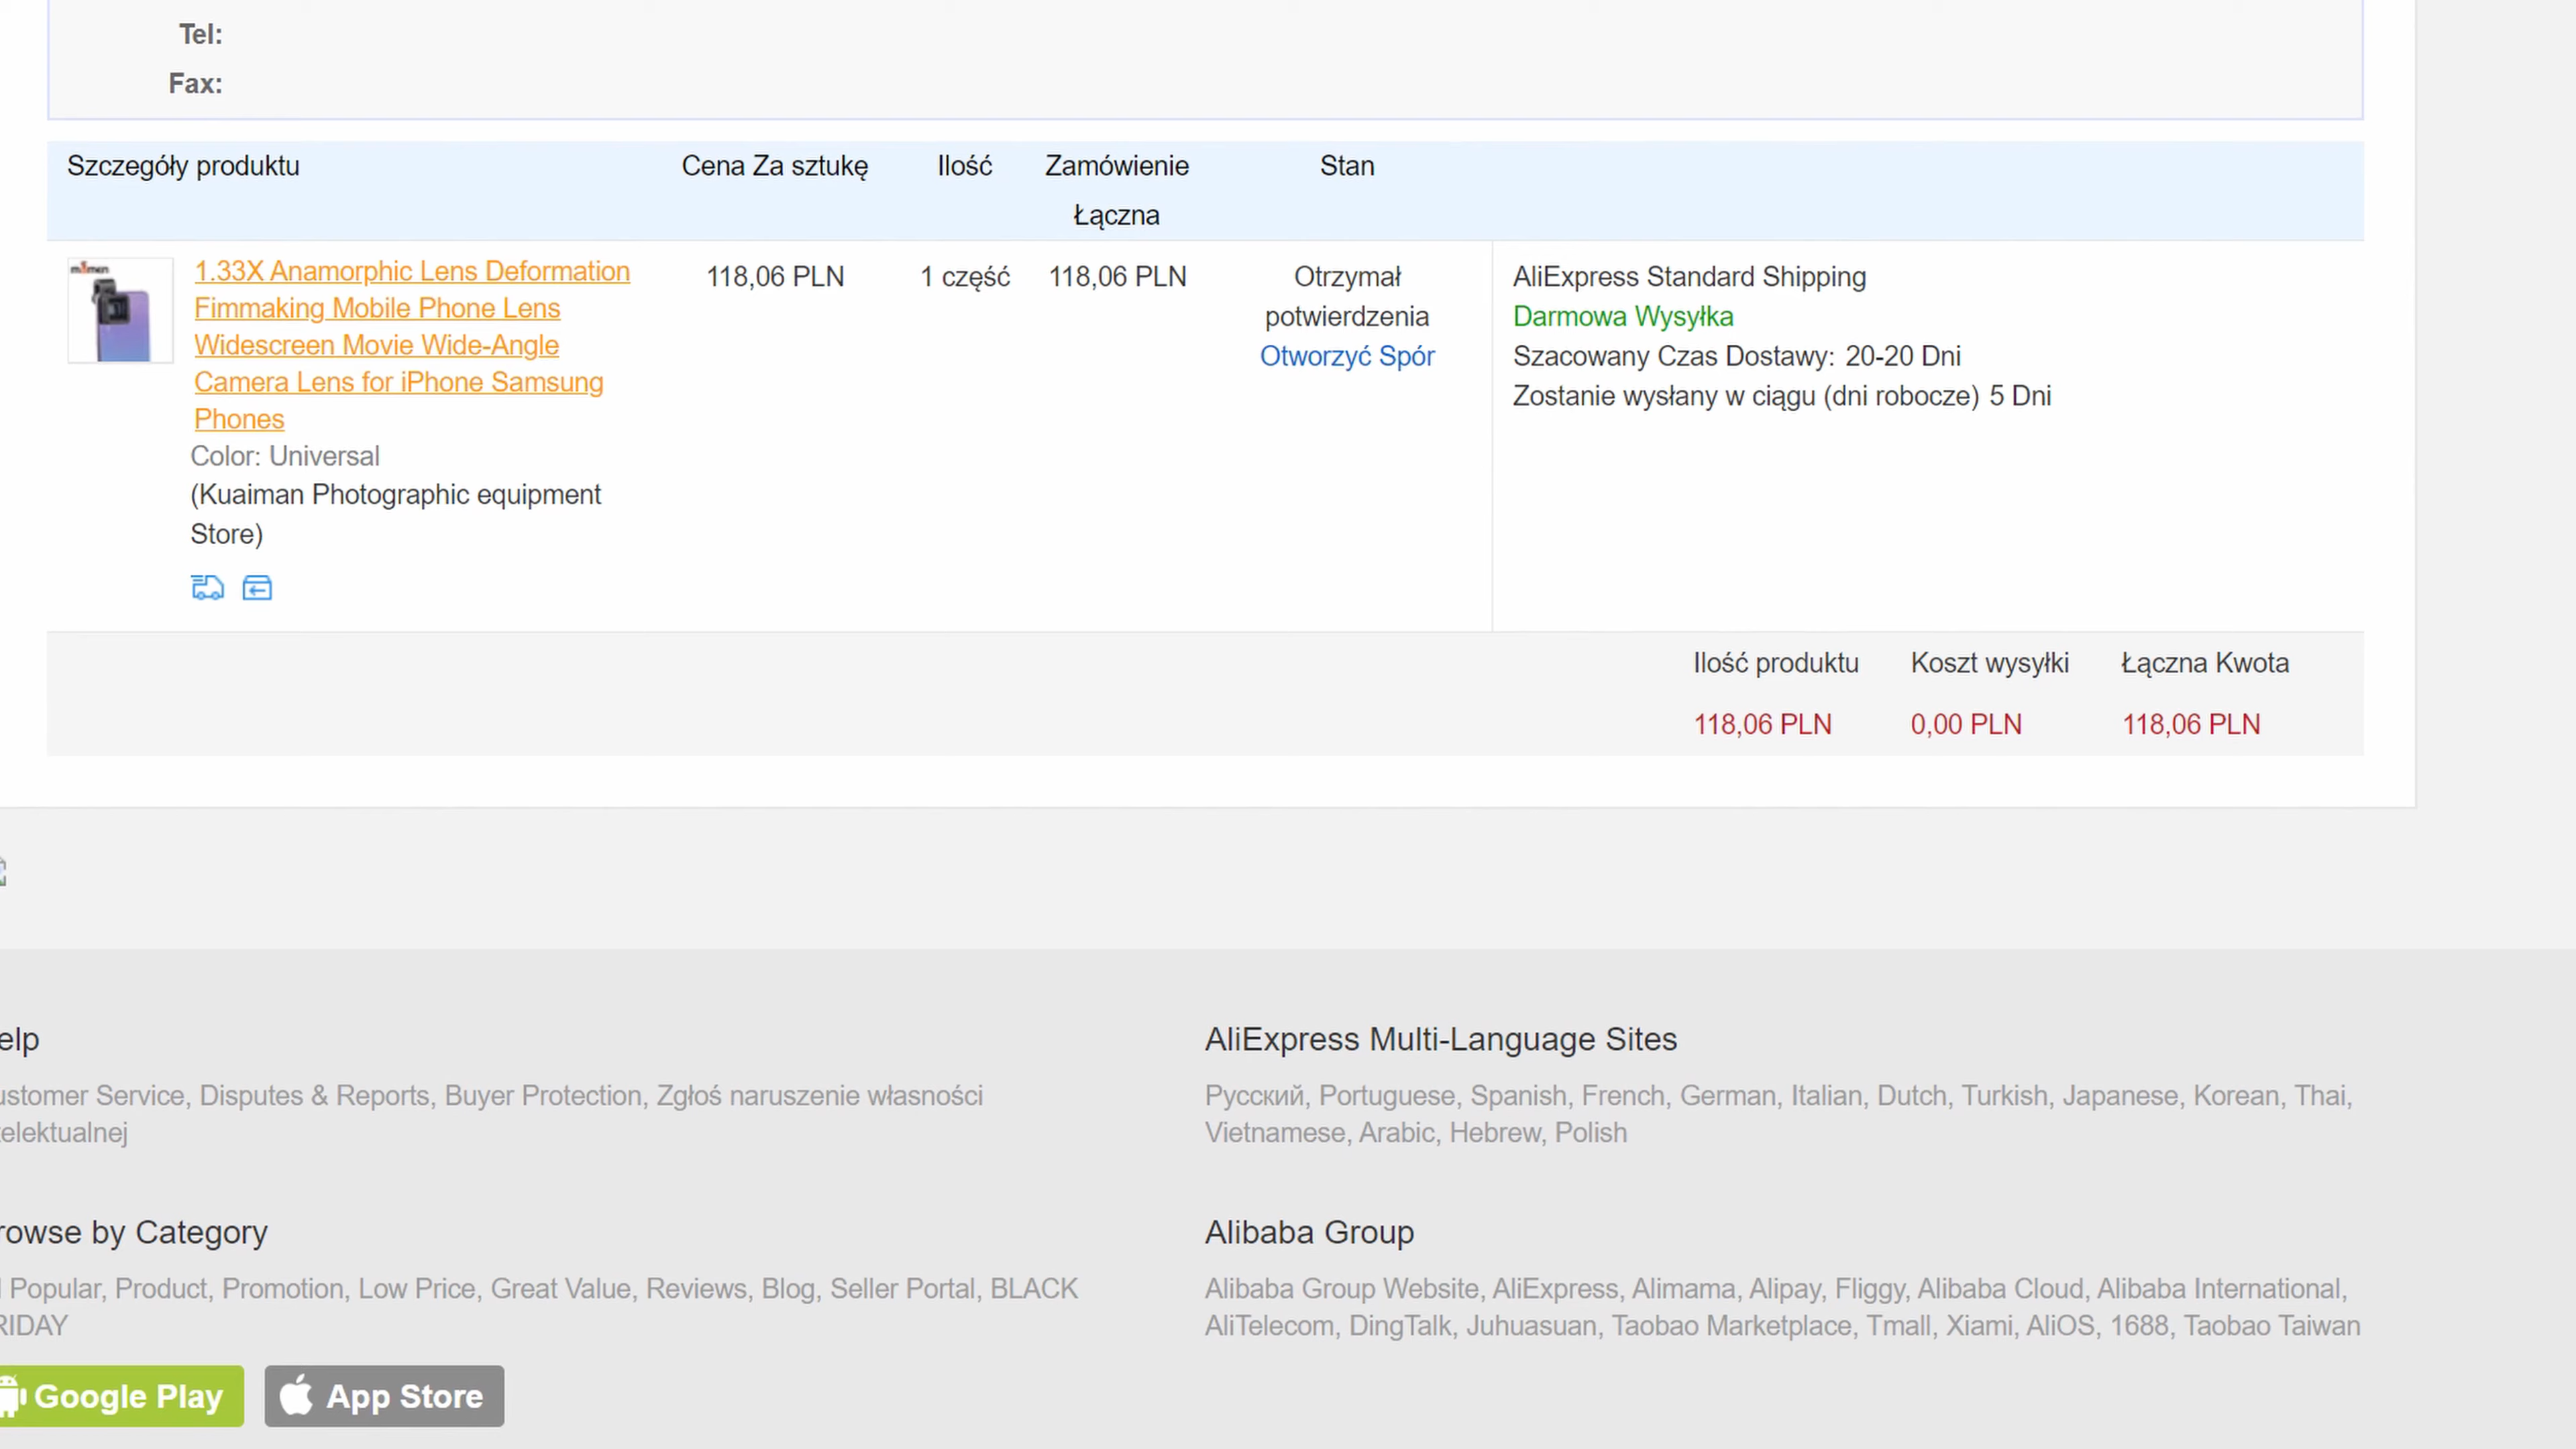 Tel:
Fax:
Szczegóły produktu
Cena Za sztukę
Ilość
Zamówienie
Łączna
Stan
1.33X Anamorphic Lens Deformation
Fimmaking Mobile Phone Lens
Widescreen Movie Wide-Angle
Camera Lens for iPhone Samsung
Phones
Color: Universal
(Kuaiman Photographic equipment
Store)
118,06 PLN
1 część
118,06 PLN
Otrzymał
potwierdzenia
Otworzyć Spór
AliExpress Standard Shipping
Darmowa Wysyłka
Szacowany Czas Dostawy: 20-20 Dni
Zostanie wysłany w ciągu (dni robocze) 5 Dni
Ilość produktu
Koszt wysyłki
Łączna Kwota
118,06 PLN
0,00 PLN
118,06 PLN
elp
ustomer Service, Disputes & Reports, Buyer Protection, Zgłoś naruszenie własności
telektualnej
AliExpress Multi-Language Sites
Русский, Portuguese, Spanish, French, German, Italian, Dutch, Turkish, Japanese, Korean, Thai,
Vietnamese, Arabic, Hebrew, Polish
rowse by Category
l Popular, Product, Promotion, Low Price, Great Value, Reviews, Blog, Seller Portal, BLACK
RIDAY
Alibaba Group
Alibaba Group Website, AliExpress, Alimama, Alipay, Fliggy, Alibaba Cloud, Alibaba International,
AliTelecom, DingTalk, Juhuasuan, Taobao Marketplace, Tmall, Xiami, AliOS, 1688, Taobao Taiwan
Google Play
App Store